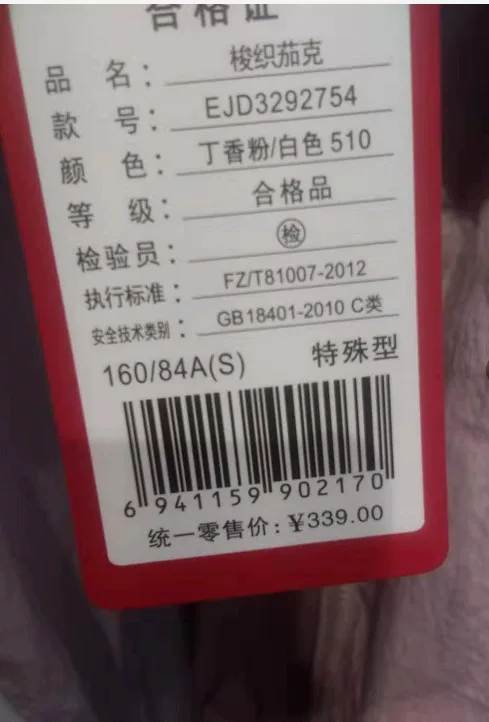 合格证
品名：梭织茄克
款号：EJD3292754
颜色：丁香粉/白色 510
等级：合格品
检验员：检
执行标准：FZ/T81007-2012
安全技术类别：GB18401-2010 C类
160/84A(S) 特殊型
6 941159 902170
统一零售价：¥339.00